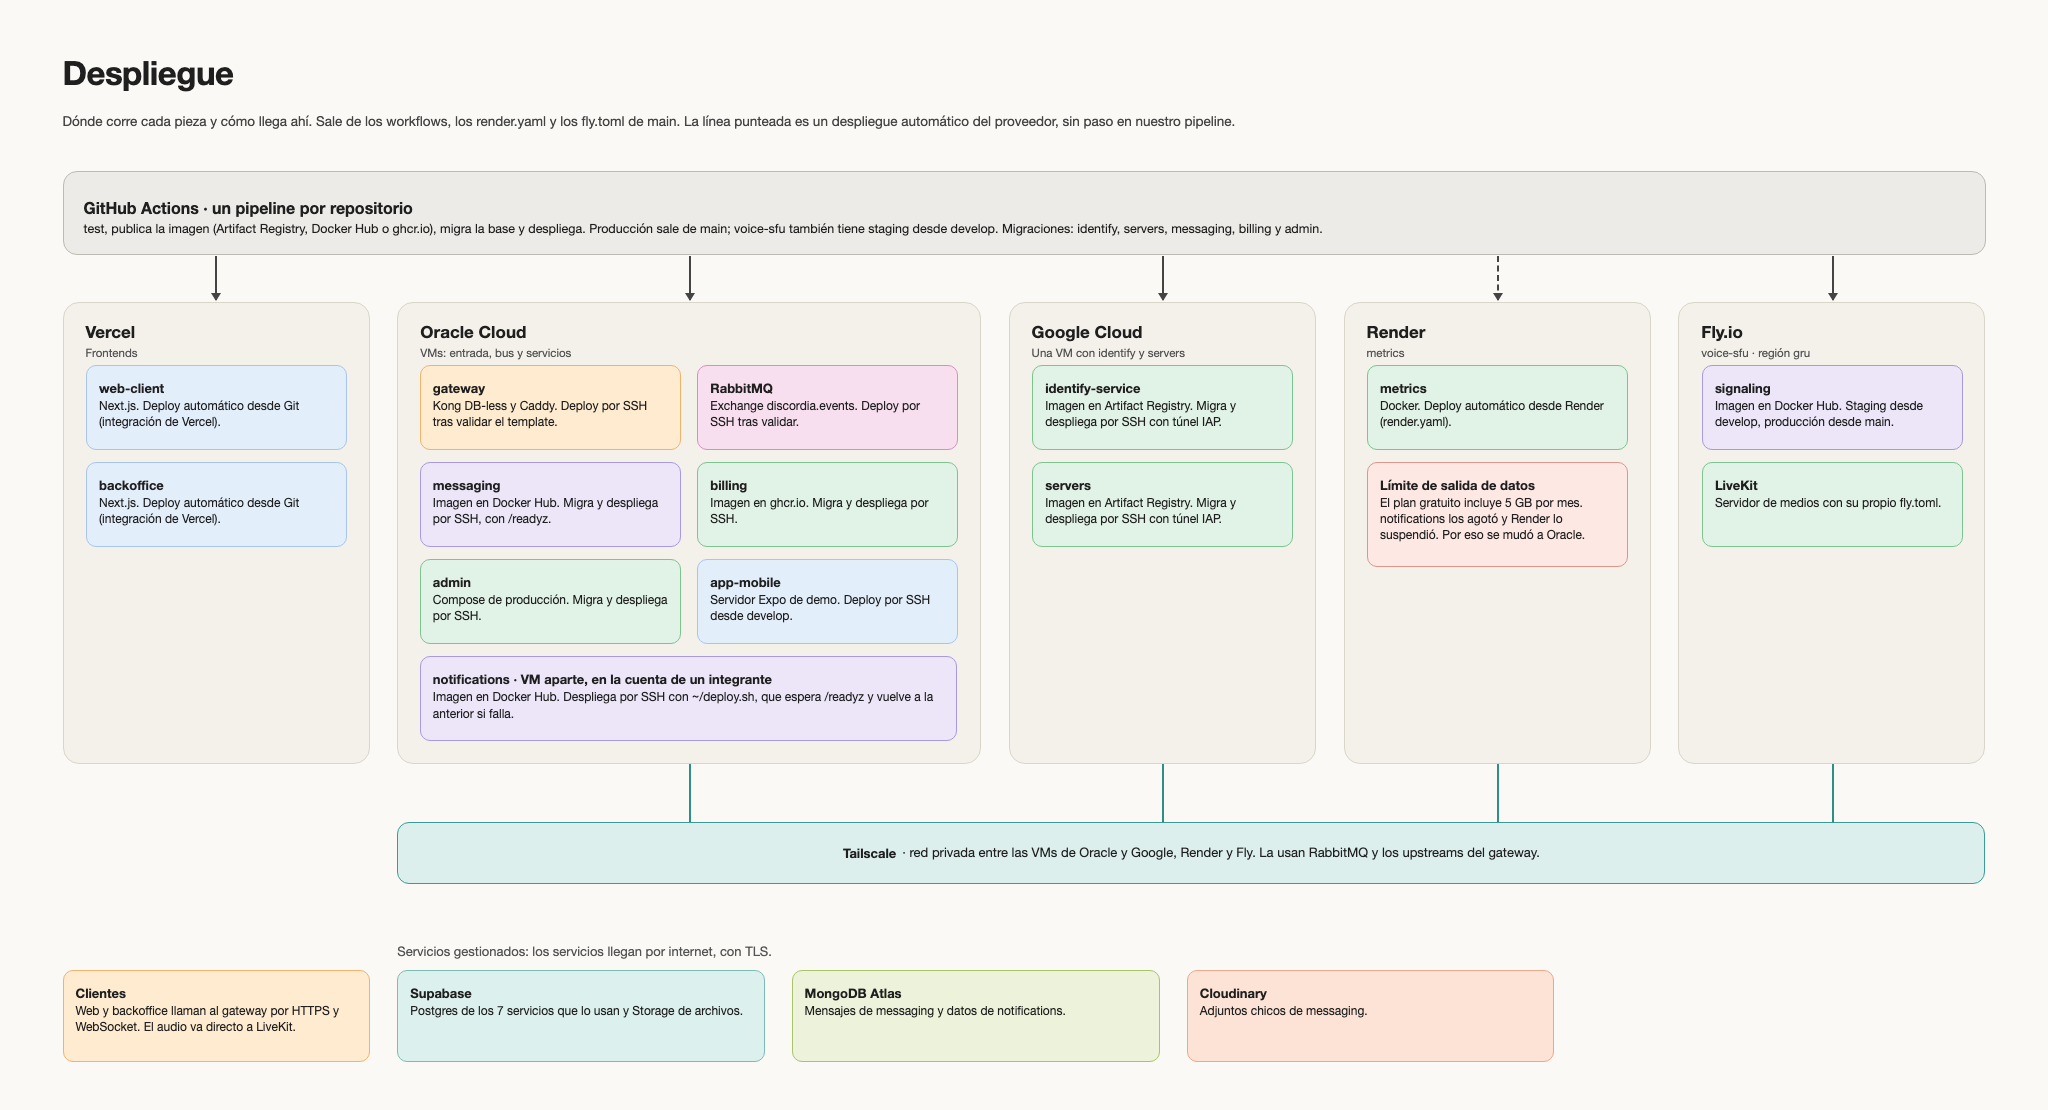 Despliegue
Dónde corre cada pieza y cómo llega ahí. Sale de los workflows, los render.yaml y los fly.toml de main. La línea punteada es un despliegue automático del proveedor, sin paso en nuestro pipeline.
GitHub Actions · un pipeline por repositorio
test, publica la imagen (Artifact Registry, Docker Hub o ghcr.io), migra la base y despliega. Producción sale de main; voice-sfu también tiene staging desde develop. Migraciones: identify, servers, messaging, billing y admin.
Vercel
Frontends
web-client
Next.js. Deploy automático desde Git
(integración de Vercel).
backoffice
Next.js. Deploy automático desde Git
(integración de Vercel).
Oracle Cloud
VMs: entrada, bus y servicios
gateway
Kong DB-less y Caddy. Deploy por SSH
tras validar el template.
RabbitMQ
Exchange discordia.events. Deploy por
SSH tras validar.
messaging
Imagen en Docker Hub. Migra y despliega
por SSH, con /readyz.
billing
Imagen en ghcr.io. Migra y despliega por
SSH.
admin
Compose de producción. Migra y despliega
por SSH.
app-mobile
Servidor Expo de demo. Deploy por SSH
desde develop.
notifications · VM aparte, en la cuenta de un integrante
Imagen en Docker Hub. Despliega por SSH con ~/deploy.sh, que espera /readyz y vuelve a la
anterior si falla.
Google Cloud
Una VM con identify y servers
identify-service
Imagen en Artifact Registry. Migra y
despliega por SSH con túnel IAP.
servers
Imagen en Artifact Registry. Migra y
despliega por SSH con túnel IAP.
Render
metrics
metrics
Docker. Deploy automático desde Render
(render.yaml).
Límite de salida de datos
El plan gratuito incluye 5 GB por mes.
notifications los agotó y Render lo
suspendió. Por eso se mudó a Oracle.
Fly.io
voice-sfu · región gru
signaling
Imagen en Docker Hub. Staging desde
develop, producción desde main.
LiveKit
Servidor de medios con su propio fly.toml.
Tailscale · red privada entre las VMs de Oracle y Google, Render y Fly. La usan RabbitMQ y los upstreams del gateway.
Servicios gestionados: los servicios llegan por internet, con TLS.
Clientes
Web y backoffice llaman al gateway por HTTPS y
WebSocket. El audio va directo a LiveKit.
Supabase
Postgres de los 7 servicios que lo usan y Storage de archivos.
MongoDB Atlas
Mensajes de messaging y datos de notifications.
Cloudinary
Adjuntos chicos de messaging.